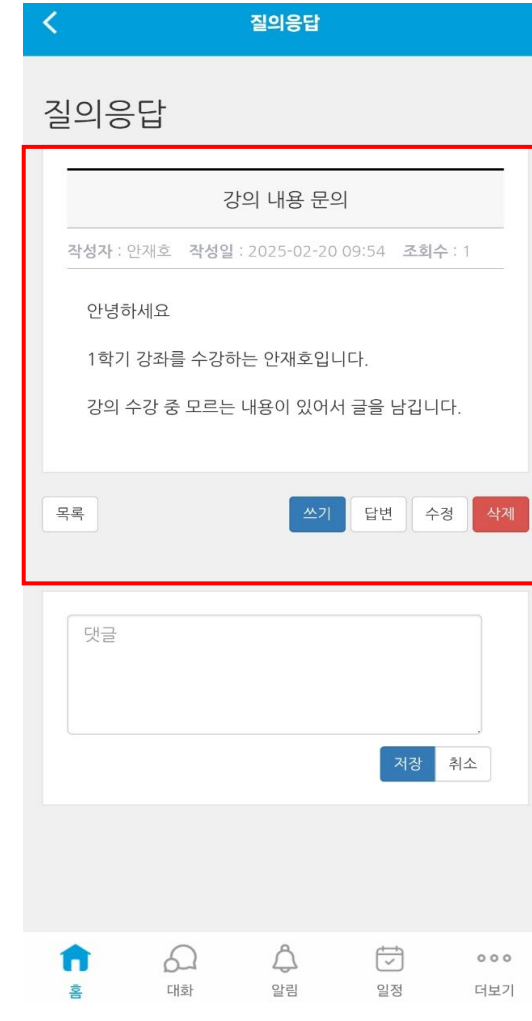 질의응답
질의응답
강의 내용 문의
작성자 : 안재호 작성일 : 2025-02-20 09:54 조회수 : 1
안녕하세요
1학기 강좌를 수강하는 안재호입니다.
강의 수강 중 모르는 내용이 있어서 글을 남깁니다.
목록 쓰기 답변 수정 삭제
댓글
저장 취소
홈 대화 알림 일정 더보기